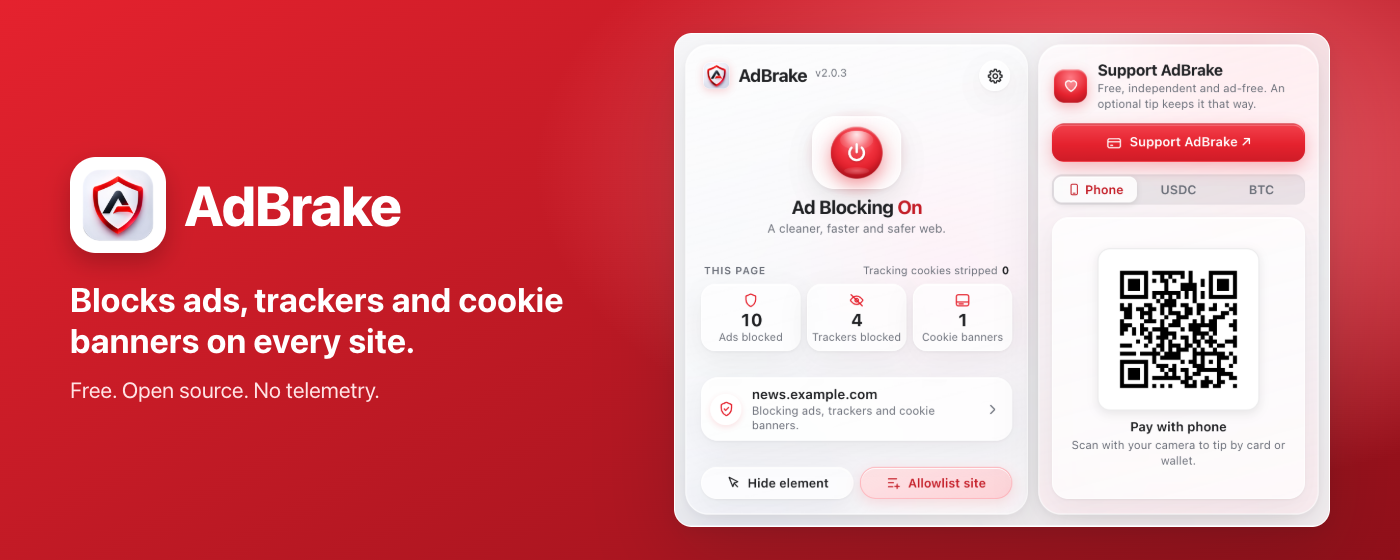 AdBrake
Blocks ads, trackers and cookie
banners on every site.
Free. Open source. No telemetry.
AdBrake v2.0.3
Ad Blocking On
A cleaner, faster and safer web.
THIS PAGE Tracking cookies stripped 0
10 4 1
Ads blocked Trackers blocked Cookie banners
news.example.com
Blocking ads, trackers and cookie
banners.
Hide element Allowlist site
Support AdBrake
Free, independent and ad-free. An
optional tip keeps it that way.
Support AdBrake
Phone USDC BTC
Pay with phone
Scan with your camera to tip by card or
wallet.